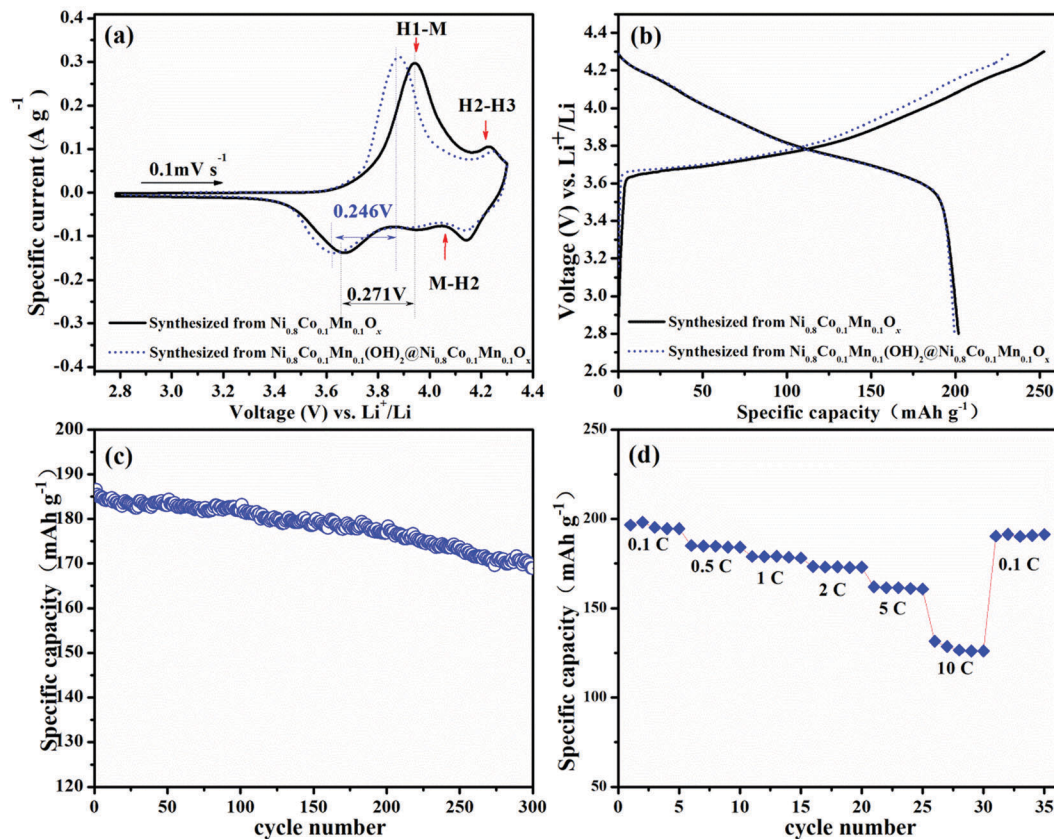 (a)
H1-M
H2-H3
0.1mV s⁻¹
0.246V
M-H2
0.271V
Synthesized from Ni₀.₈Co₀.₁Mn₀.₁Oₓ
Synthesized from Ni₀.₈Co₀.₁Mn₀.₁(OH)₂@Ni₀.₈Co₀.₁Mn₀.₁Oₓ
Specific current (A g⁻¹)
0.4
0.3
0.2
0.1
0.0
-0.1
-0.2
-0.3
-0.4
2.8 3.0 3.2 3.4 3.6 3.8 4.0 4.2 4.4
Voltage (V) vs. Li⁺/Li
(b)
Synthesized from Ni₀.₈Co₀.₁Mn₀.₁Oₓ
Synthesized from Ni₀.₈Co₀.₁Mn₀.₁(OH)₂@Ni₀.₈Co₀.₁Mn₀.₁Oₓ
Voltage (V) vs. Li⁺/Li
4.4
4.0
3.6
3.2
2.8
2.6
0 50 100 150 200 250
Specific capacity（mAh g⁻¹）
(c)
Specific capacity（mAh g⁻¹）
200
190
180
170
160
150
140
130
120
0 25 50 75 100 125 150 175 200 225 250 275 300
cycle number
(d)
0.1 C
0.5 C
1 C
2 C
5 C
10 C
0.1 C
Specific capacity（mAh g⁻¹）
250
200
150
100
50
0 5 10 15 20 25 30 35
cycle number